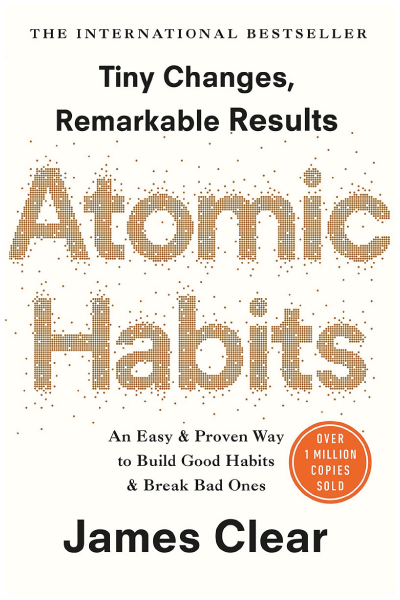 THE INTERNATIONAL BESTSELLER
Tiny Changes,
Remarkable Results
Atomic
Habits
An Easy & Proven Way
to Build Good Habits
& Break Bad Ones
OVER
1 MILLION
COPIES
SOLD
James Clear